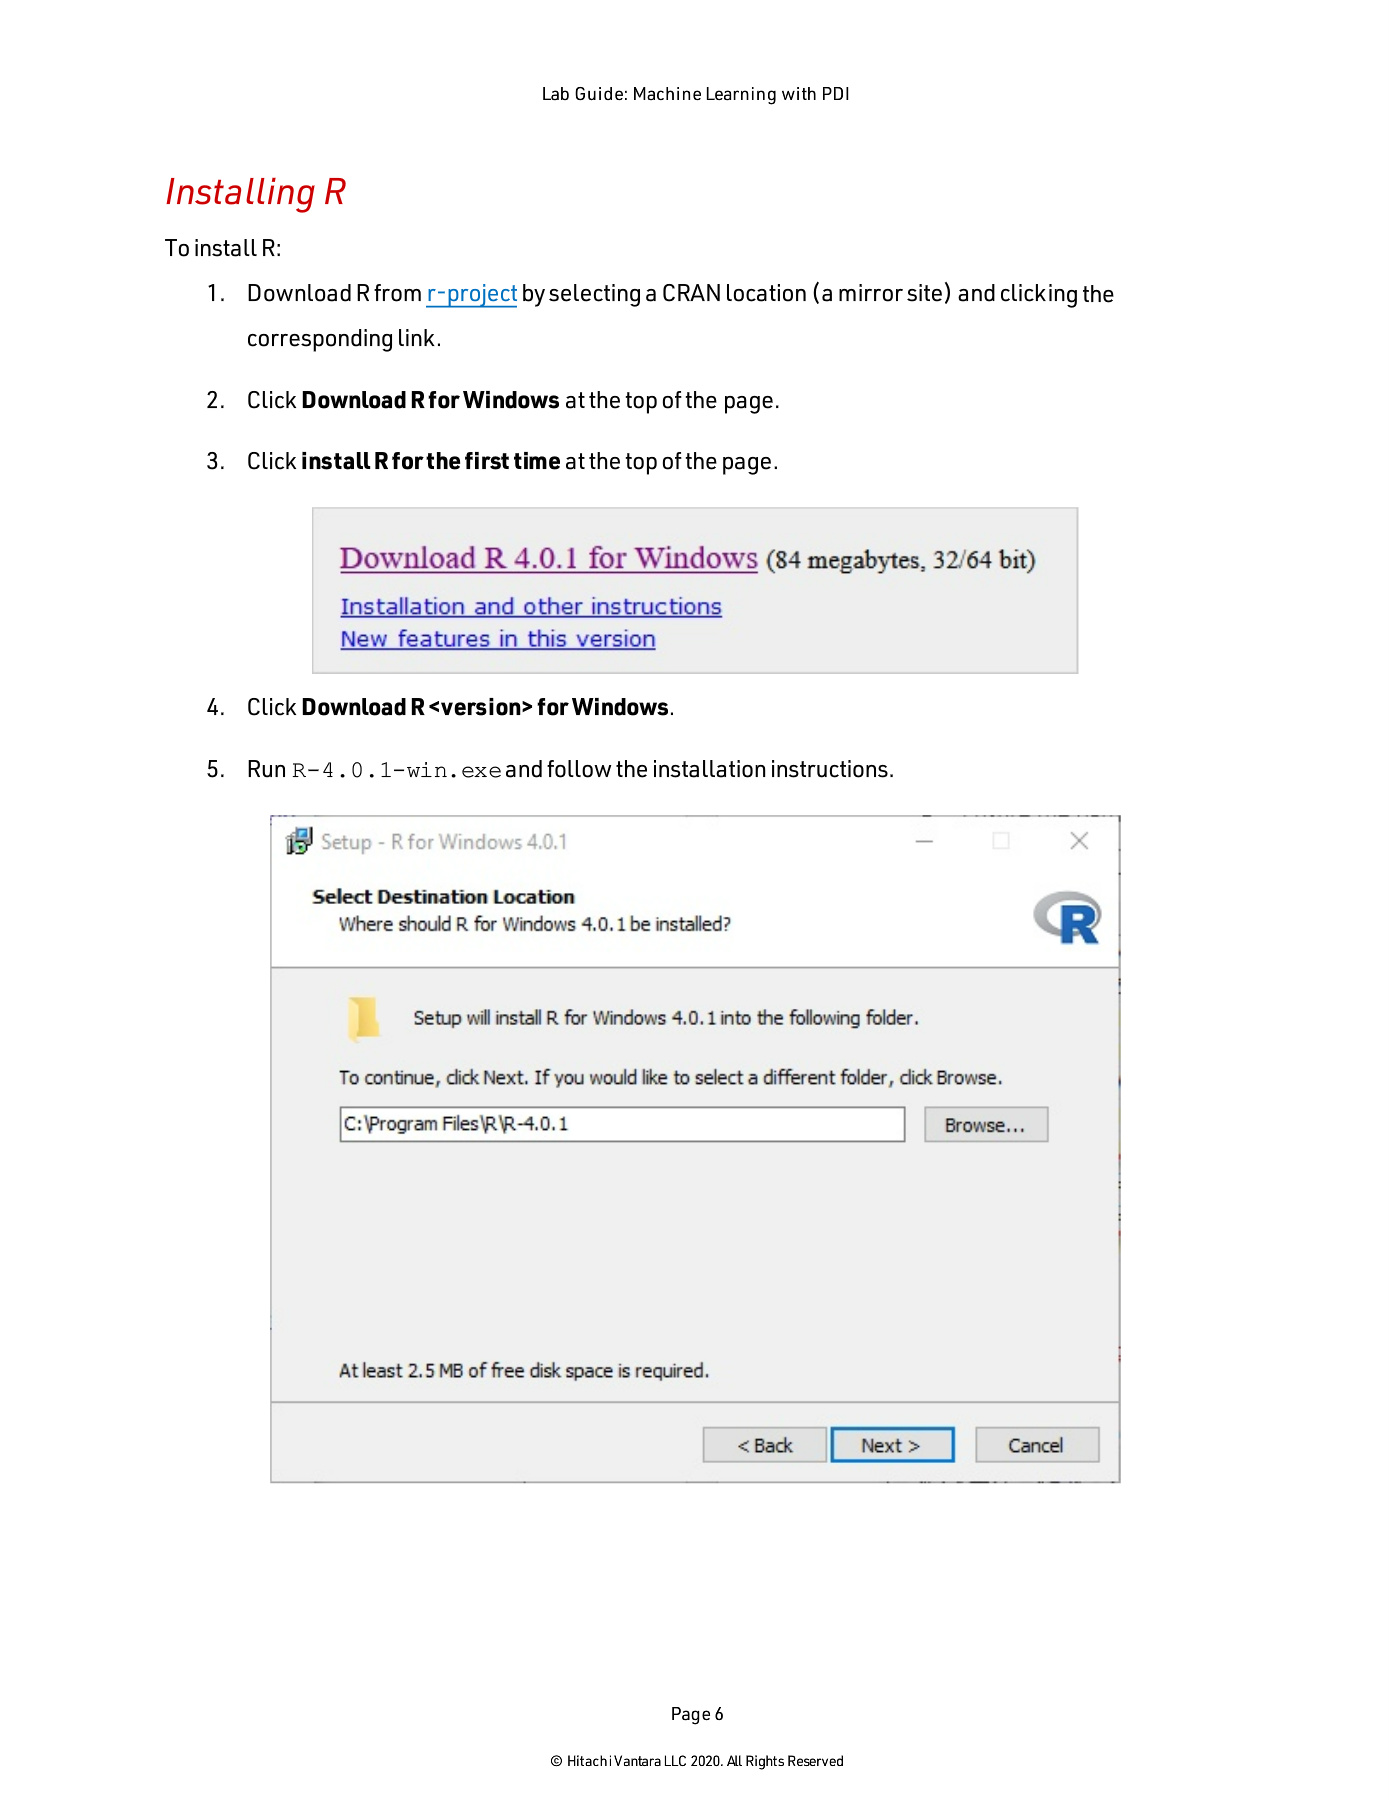 Lab Guide: Machine Learning with PDI
Installing R
To install R:
1. Download R from r-project by selecting a CRAN location (a mirror site) and clicking the
corresponding link.
2. Click Download R for Windows at the top of the page.
3. Click install R for the first time at the top of the page.
Download R 4.0.1 for Windows (84 megabytes, 32/64 bit)
Installation and other instructions
New features in this version
4. Click Download R <version> for Windows.
5. Run R-4.0.1-win.exe and follow the installation instructions.
Setup - R for Windows 4.0.1
Select Destination Location
Where should R for Windows 4.0.1 be installed?
R
Setup will install R for Windows 4.0.1 into the following folder.
To continue, click Next. If you would like to select a different folder, click Browse.
C:\Program Files\R\R-4.0.1 Browse...
At least 2.5 MB of free disk space is required.
< Back Next > Cancel
Page 6
© Hitachi Vantara LLC 2020. All Rights Reserved